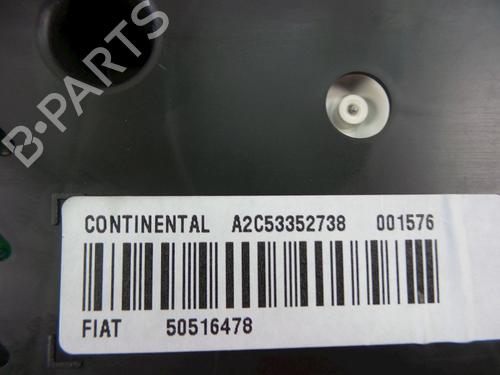 B-PARTS
CONTINENTAL A2C53352738 001576
FIAT 50516478